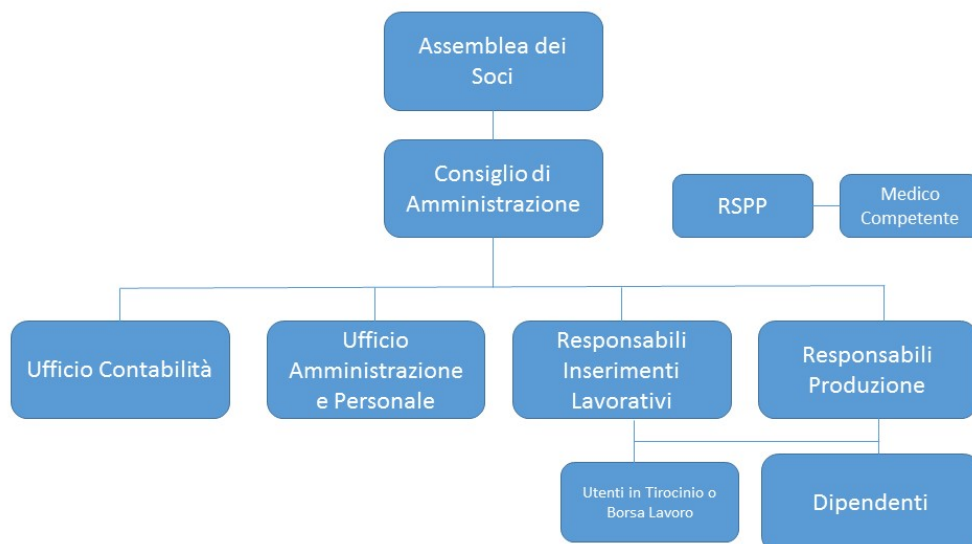 Assemblea dei
Soci
Consiglio di
Amministrazione
RSPP
Medico
Competente
Ufficio Contabilità
Ufficio
Amministrazione
e Personale
Responsabili
Inserimenti
Lavorativi
Responsabili
Produzione
Utenti in Tirocinio o
Borsa Lavoro
Dipendenti